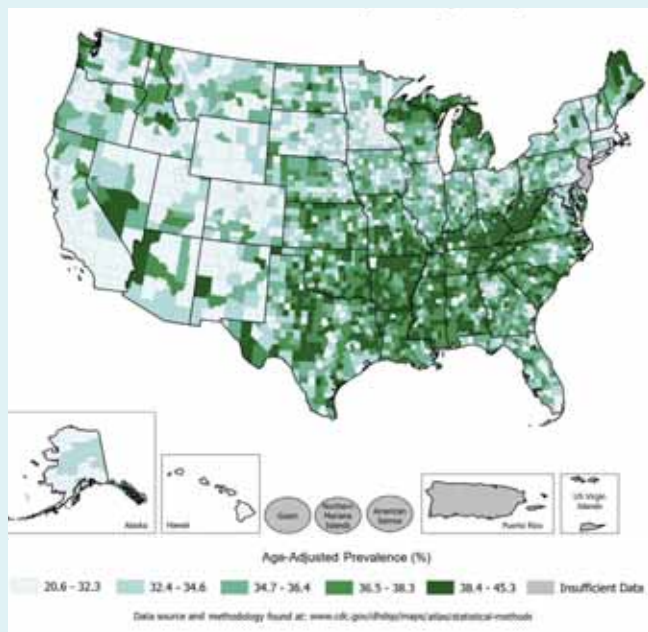 Alaska
Hawaii
Guam
Northern
Mariana
Islands
American
Samoa
Puerto Rico
US Virgin
Islands
Age-Adjusted Prevalence (%)
20.6 - 32.3
32.4 - 34.6
34.7 - 36.4
36.5 - 38.3
38.4 - 45.3
Insufficient Data
Data source and methodology found at: www.cdc.gov/dhdsp/maps/atlas/statistical-methods